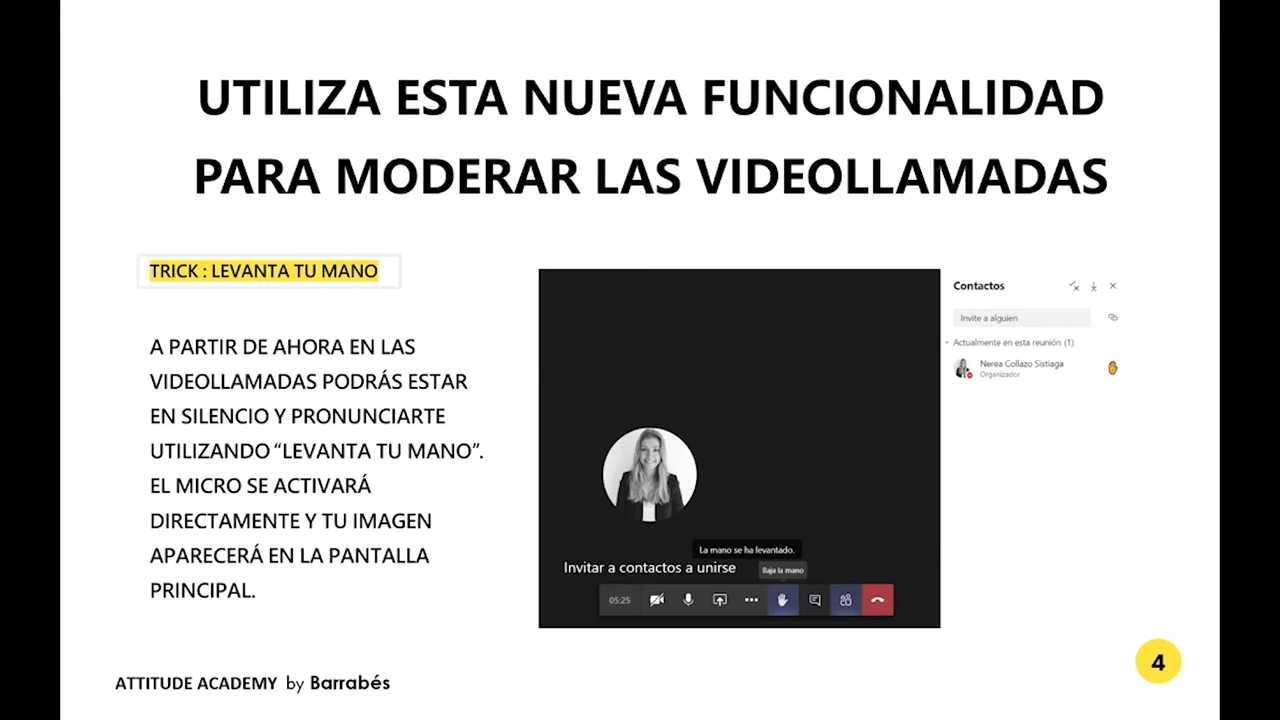 UTILIZA ESTA NUEVA FUNCIONALIDAD
PARA MODERAR LAS VIDEOLLAMADAS
TRICK : LEVANTA TU MANO
A PARTIR DE AHORA EN LAS
VIDEOLLAMADAS PODRÁS ESTAR
EN SILENCIO Y PRONUNCIARTE
UTILIZANDO “LEVANTA TU MANO”.
EL MICRO SE ACTIVARÁ
DIRECTAMENTE Y TU IMAGEN
APARECERÁ EN LA PANTALLA
PRINCIPAL.
Contactos
Invite a alguien
Actualmente en esta reunión (1)
Nerea Collazo Sistiaga
Organizador
La mano se ha levantado.
Invitar a contactos a unirse
Baja la mano
05:25
ATTITUDE ACADEMY by Barrabés
4